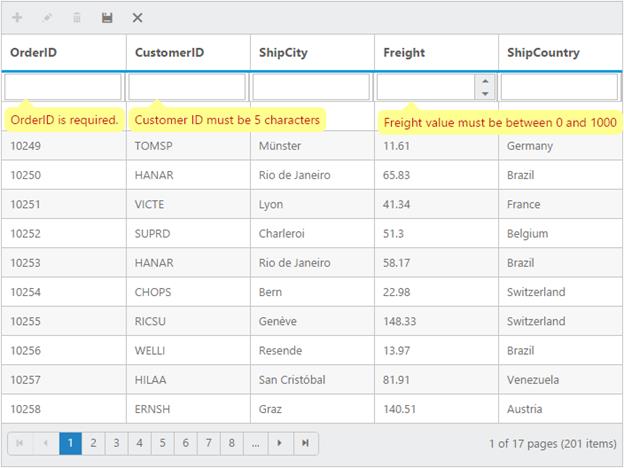 OrderID CustomerID ShipCity Freight ShipCountry
OrderID is required. Customer ID must be 5 characters Freight value must be between 0 and 1000
10249 TOMSP Münster 11.61 Germany
10250 HANAR Rio de Janeiro 65.83 Brazil
10251 VICTE Lyon 41.34 France
10252 SUPRD Charleroi 51.3 Belgium
10253 HANAR Rio de Janeiro 58.17 Brazil
10254 CHOPS Bern 22.98 Switzerland
10255 RICSU Genève 148.33 Switzerland
10256 WELLI Resende 13.97 Brazil
10257 HILAA San Cristóbal 81.91 Venezuela
10258 ERNSH Graz 140.51 Austria
1 2 3 4 5 6 7 8 ... 1 of 17 pages (201 items)